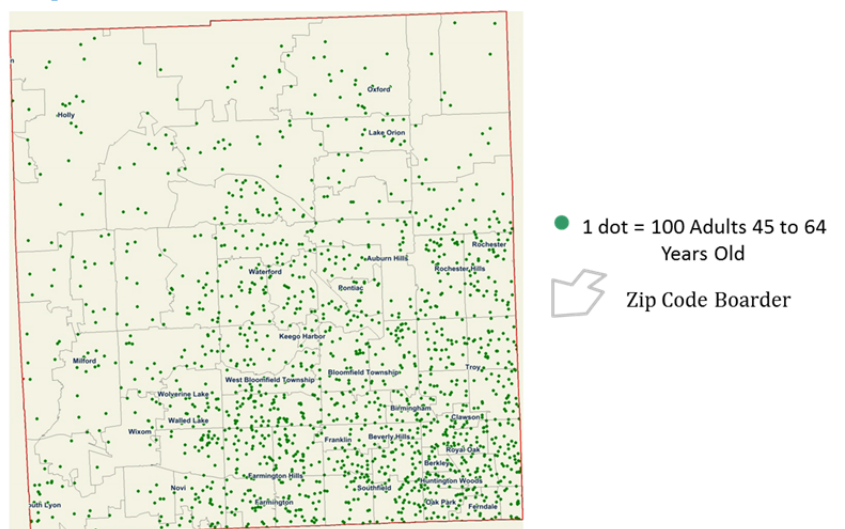 Oxford
Holly
Lake Orion
Rochester
Auburn Hills
Rochester Hills
Waterford
Pontiac
Keego Harbor
Milford
Troy
Bloomfield Township
West Bloomfield Township
Wolverine Lake
Birmingham
Clawson
Walled Lake
Wixom
Franklin
Beverly Hills
Royal Oak
Berkley
Farmington Hills
Huntington Woods
Novi
Southfield
Farmington
Oak Park
outh Lyon
Ferndale
1 dot = 100 Adults 45 to 64
Years Old
Zip Code Boarder